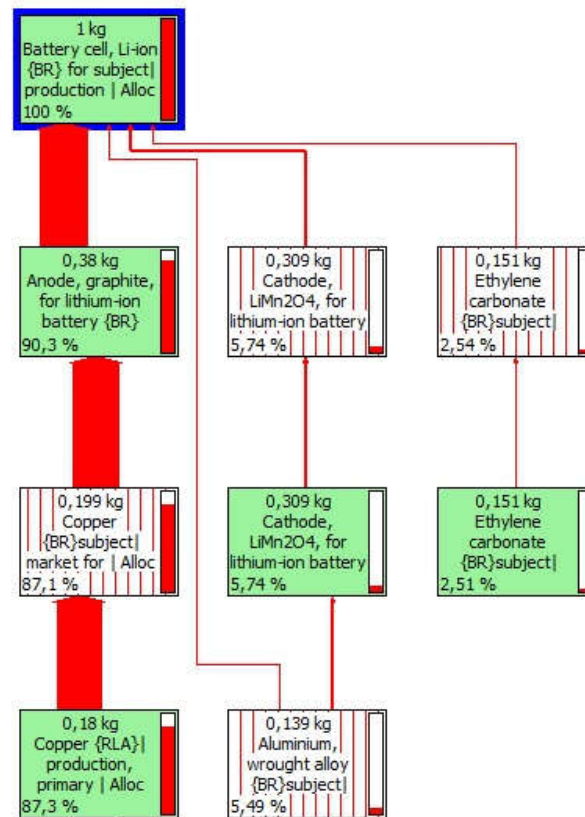 1 kg
Battery cell, Li-ion
{BR} for subject|
production | Alloc
100 %
0,38 kg
Anode, graphite,
for lithium-ion
battery {BR}
90,3 %
0,309 kg
Cathode,
LiMn2O4, for
lithium-ion battery
5,74 %
0,151 kg
Ethylene
carbonate
{BR}subject|
2,54 %
0,199 kg
Copper
{BR}subject|
market for | Alloc
87,1 %
0,309 kg
Cathode,
LiMn2O4, for
lithium-ion battery
5,74 %
0,151 kg
Ethylene
carbonate
{BR}subject|
2,51 %
0,18 kg
Copper {RLA}|
production,
primary | Alloc
87,3 %
0,139 kg
Aluminium,
wrought alloy
{BR}subject|
5,49 %